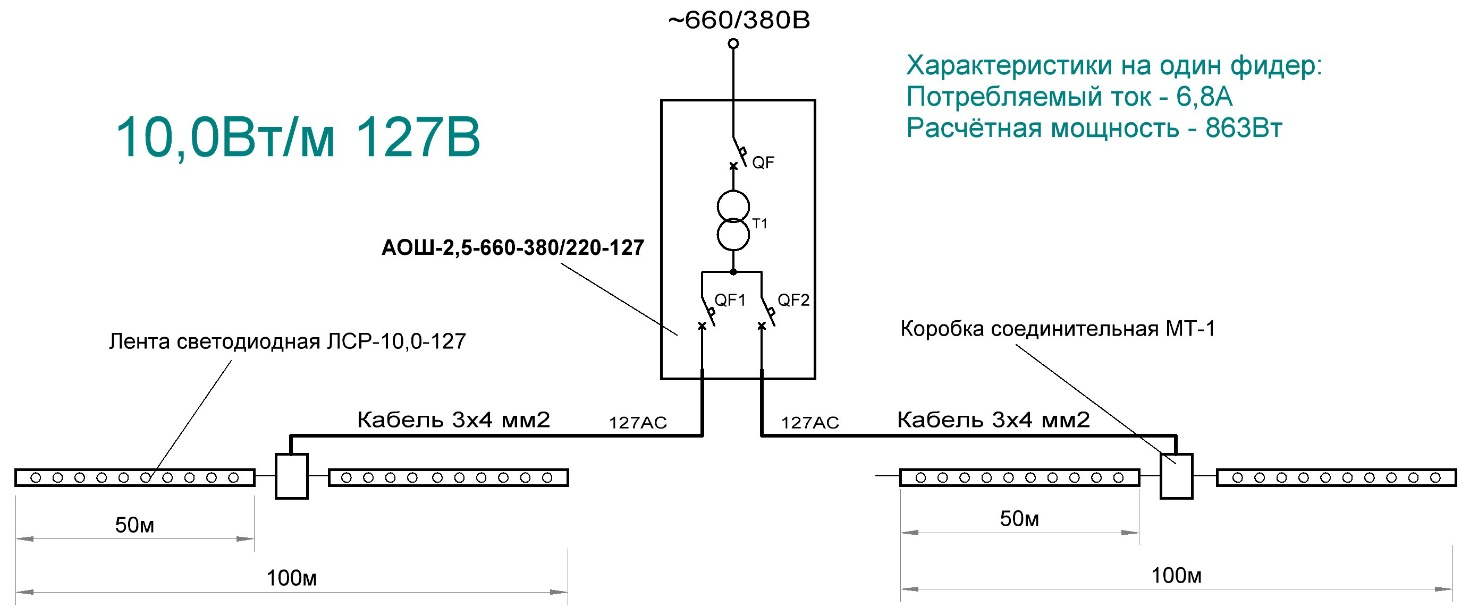 ~660/380В
Характеристики на один фидер:
Потребляемый ток - 6,8А
Расчётная мощность - 863Вт
10,0Вт/м 127В
QF
T1
АОШ-2,5-660-380/220-127
QF1
QF2
Лента светодиодная ЛСР-10,0-127
Коробка соединительная МТ-1
Кабель 3х4 мм2
127AC
127AC
Кабель 3х4 мм2
50м
50м
100м
100м